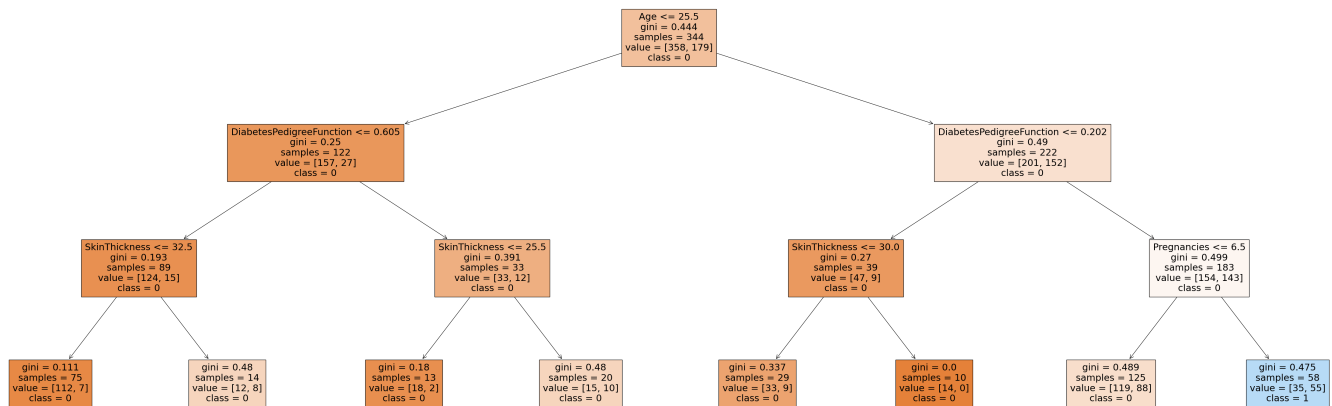 Age <= 25.5
gini = 0.444
samples = 344
value = [358, 179]
class = 0
DiabetesPedigreeFunction <= 0.605
gini = 0.25
samples = 122
value = [157, 27]
class = 0
DiabetesPedigreeFunction <= 0.202
gini = 0.49
samples = 222
value = [201, 152]
class = 0
SkinThickness <= 32.5
gini = 0.193
samples = 89
value = [124, 15]
class = 0
SkinThickness <= 25.5
gini = 0.391
samples = 33
value = [33, 12]
class = 0
SkinThickness <= 30.0
gini = 0.27
samples = 39
value = [47, 9]
class = 0
Pregnancies <= 6.5
gini = 0.499
samples = 183
value = [154, 143]
class = 0
gini = 0.111
samples = 75
value = [112, 7]
class = 0
gini = 0.48
samples = 14
value = [12, 8]
class = 0
gini = 0.18
samples = 13
value = [18, 2]
class = 0
gini = 0.48
samples = 20
value = [15, 10]
class = 0
gini = 0.337
samples = 29
value = [33, 9]
class = 0
gini = 0.0
samples = 10
value = [14, 0]
class = 0
gini = 0.489
samples = 125
value = [119, 88]
class = 0
gini = 0.475
samples = 58
value = [35, 55]
class = 1